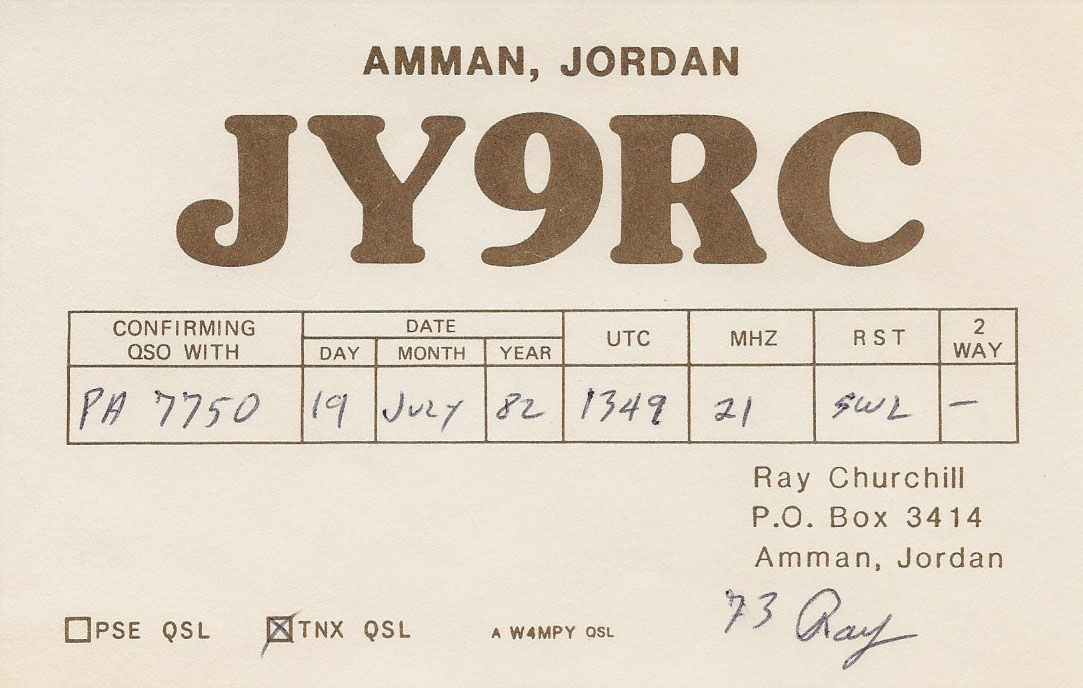 AMMAN, JORDAN
JY9RC
CONFIRMING QSO WITH DATE UTC MHZ RST 2 WAY
DAY MONTH YEAR
PA 7750 19 JULY 82 1349 21 SWL —
Ray Churchill
P.O. Box 3414
Amman, Jordan
73 Ray
PSE QSL TNX QSL A W4MPY QSL